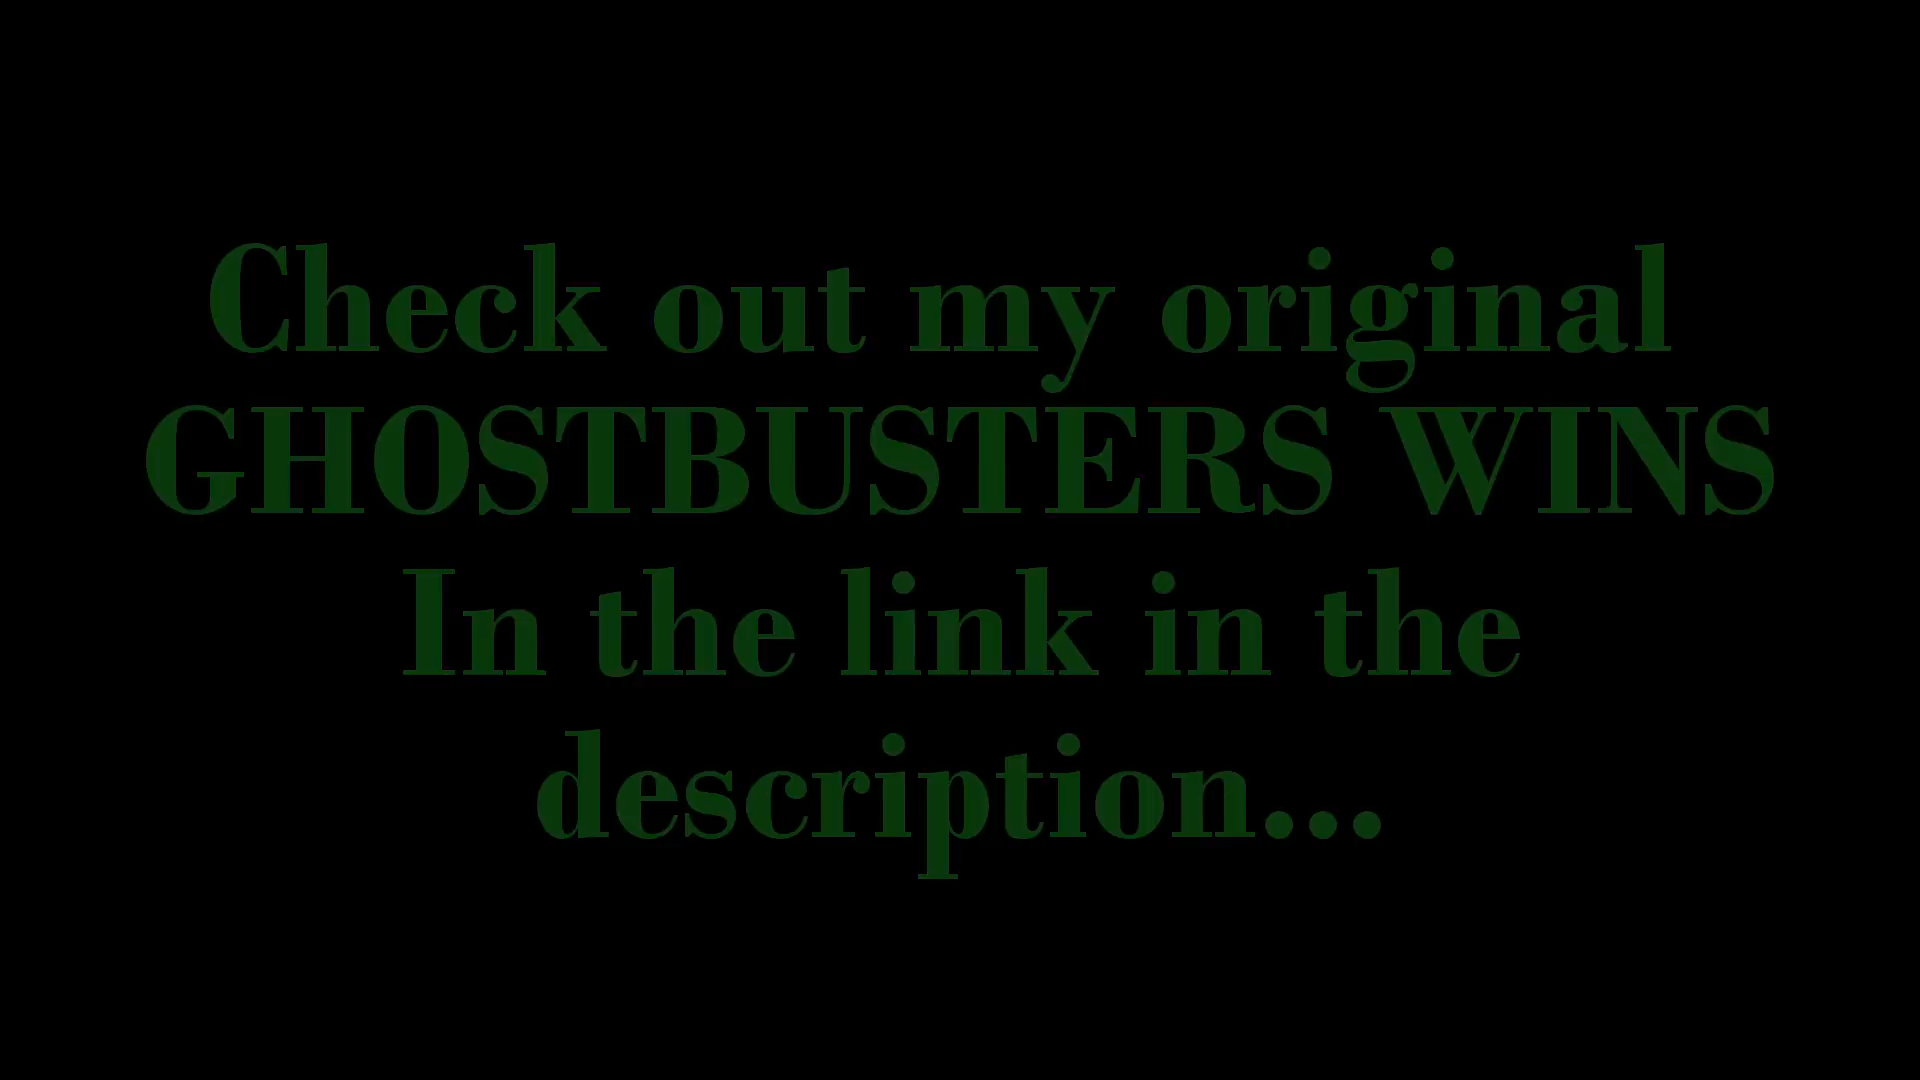 Check out my original
GHOSTBUSTERS WINS
In the link in the
description...